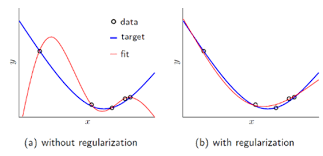 data
target
fit
y
x
(a) without regularization
y
x
(b) with regularization